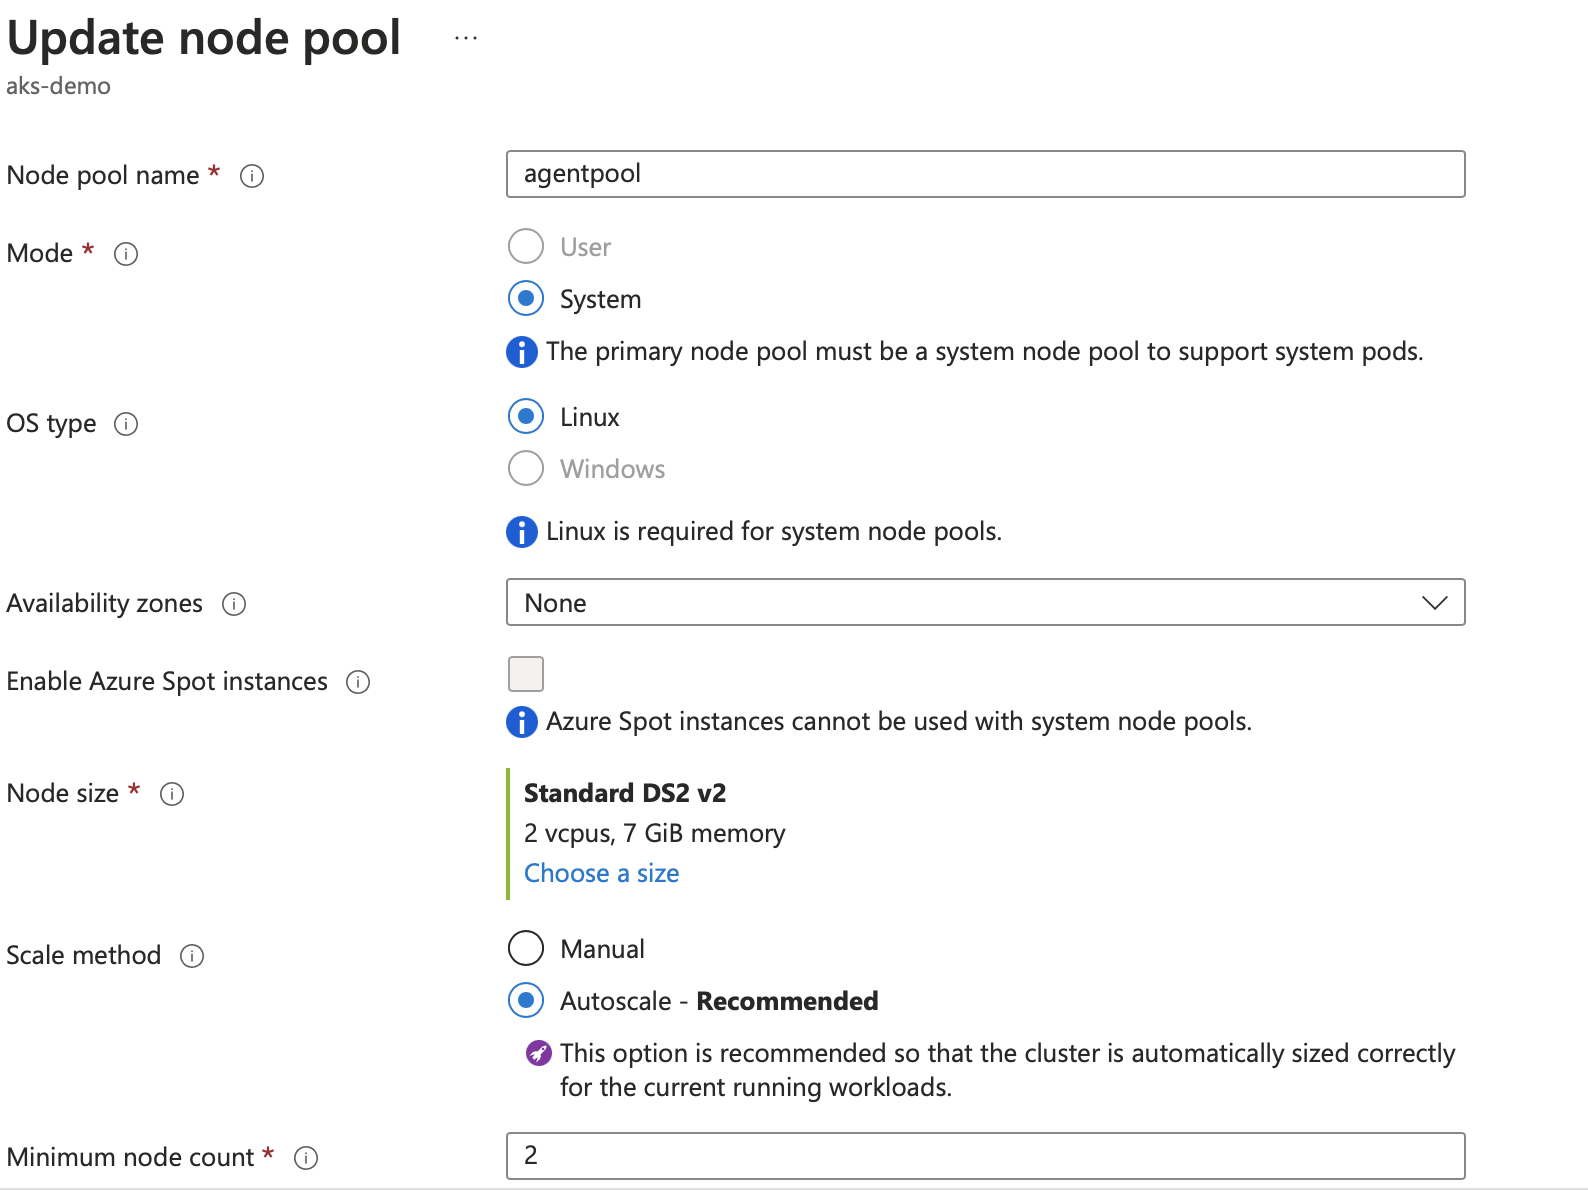 Update node pool ...
aks-demo
Node pool name *
agentpool
Mode *
User
System
The primary node pool must be a system node pool to support system pods.
OS type
Linux
Windows
Linux is required for system node pools.
Availability zones
None
Enable Azure Spot instances
Azure Spot instances cannot be used with system node pools.
Node size *
Standard DS2 v2
2 vcpus, 7 GiB memory
Choose a size
Scale method
Manual
Autoscale - Recommended
This option is recommended so that the cluster is automatically sized correctly
for the current running workloads.
Minimum node count *
2